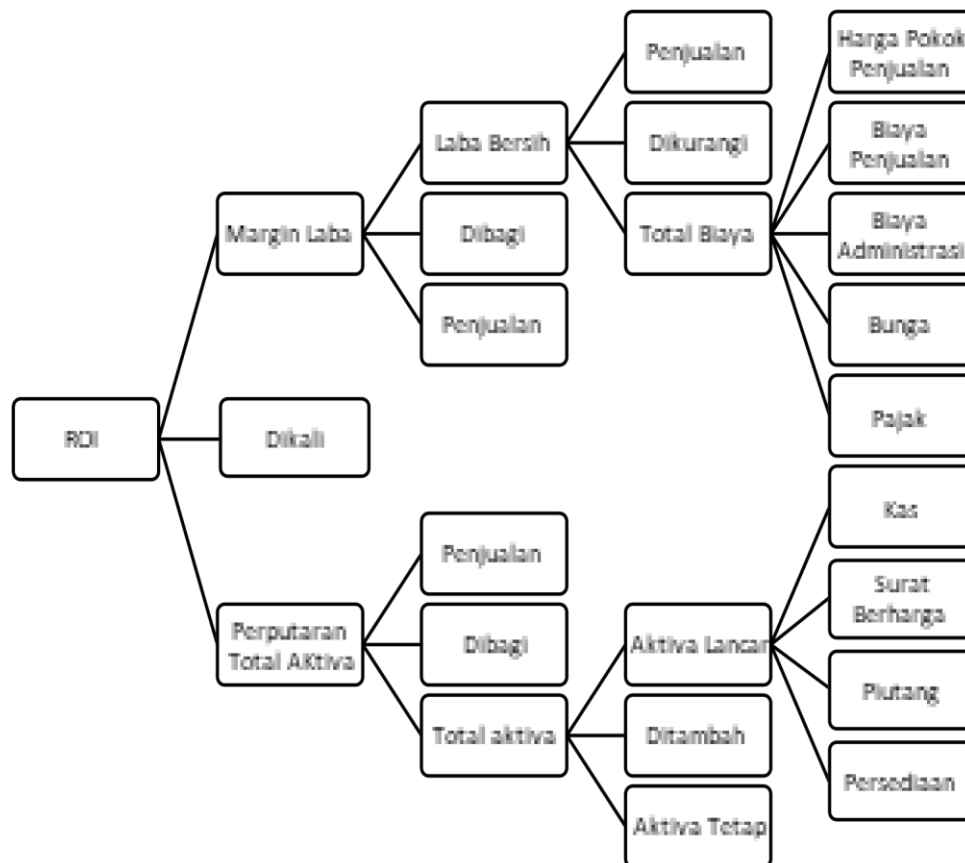 ROI
Margin Laba
Dikali
Perputaran
Total AKtiva
Laba Bersih
Dibagi
Penjualan
Penjualan
Dibagi
Total aktiva
Penjualan
Dikurangi
Total Biaya
Aktiva Lancar
Ditambah
Aktiva Tetap
Harga Pokok
Penjualan
Biaya
Penjualan
Biaya
Administrasi
Bunga
Pajak
Kas
Surat
Berharga
Piutang
Persediaan